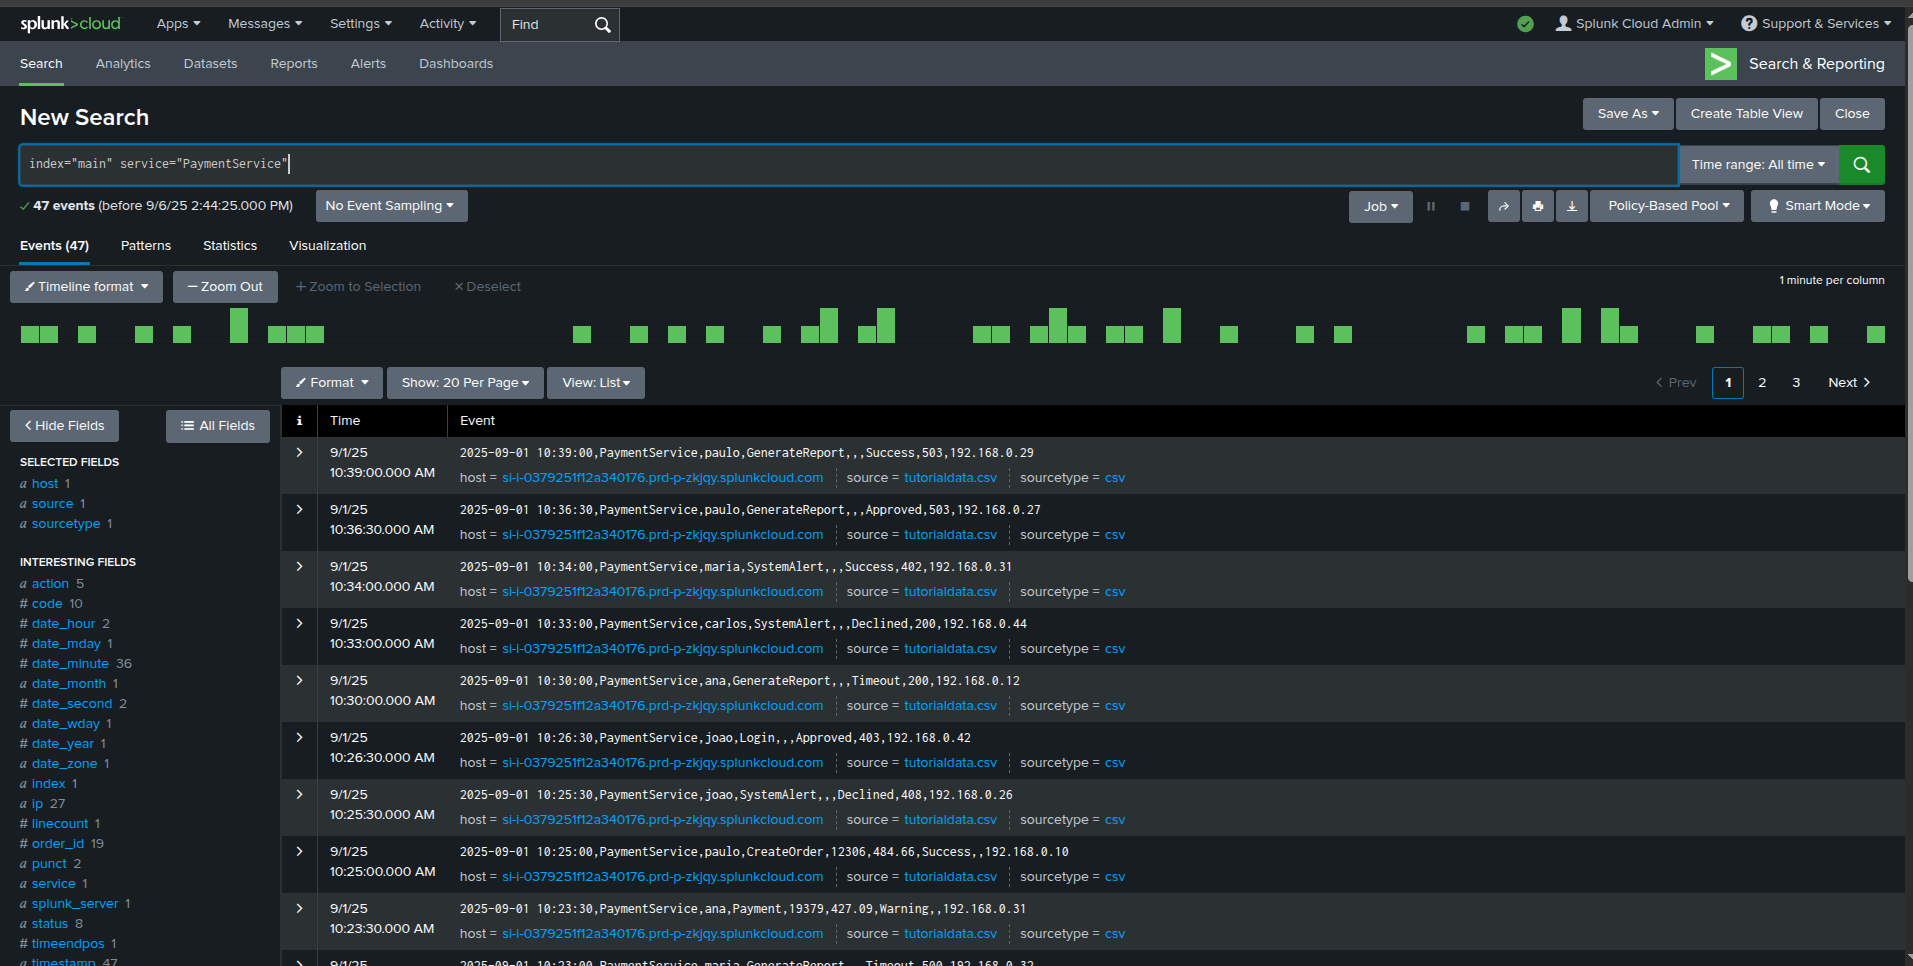 splunk>cloud Apps Messages Settings Activity Find Splunk Cloud Admin Support & Services
Search Analytics Datasets Reports Alerts Dashboards Search & Reporting
New Search Save As Create Table View Close
index="main" service="PaymentService" Time range: All time
47 events (before 9/6/25 2:44:25.000 PM) No Event Sampling Job Policy-Based Pool Smart Mode
Events (47) Patterns Statistics Visualization
Timeline format — Zoom Out + Zoom to Selection × Deselect 1 minute per column
Format Show: 20 Per Page View: List < Prev 1 2 3 Next >
< Hide Fields All Fields
i Time Event
SELECTED FIELDS
a host 1
a source 1
a sourcetype 1
INTERESTING FIELDS
a action 5
# code 10
# date_hour 2
# date_mday 1
# date_minute 36
a date_month 1
# date_second 2
a date_wday 1
# date_year 1
a date_zone 1
a index 1
a ip 27
# linecount 1
# order_id 19
a punct 2
a service 1
a splunk_server 1
a status 8
# timeendpos 1
a timestamp 47
> 9/1/25 2025-09-01 10:39:00,PaymentService,paulo,GenerateReport,,,Success,503,192.168.0.29
10:39:00.000 AM host = si-i-0379251f12a340176.prd-p-zkjqy.splunkcloud.com source = tutorialdata.csv sourcetype = csv
> 9/1/25 2025-09-01 10:36:30,PaymentService,paulo,GenerateReport,,,Approved,503,192.168.0.27
10:36:30.000 AM host = si-i-0379251f12a340176.prd-p-zkjqy.splunkcloud.com source = tutorialdata.csv sourcetype = csv
> 9/1/25 2025-09-01 10:34:00,PaymentService,maria,SystemAlert,,,Success,402,192.168.0.31
10:34:00.000 AM host = si-i-0379251f12a340176.prd-p-zkjqy.splunkcloud.com source = tutorialdata.csv sourcetype = csv
> 9/1/25 2025-09-01 10:33:00,PaymentService,carlos,SystemAlert,,,Declined,200,192.168.0.44
10:33:00.000 AM host = si-i-0379251f12a340176.prd-p-zkjqy.splunkcloud.com source = tutorialdata.csv sourcetype = csv
> 9/1/25 2025-09-01 10:30:00,PaymentService,ana,GenerateReport,,,Timeout,200,192.168.0.12
10:30:00.000 AM host = si-i-0379251f12a340176.prd-p-zkjqy.splunkcloud.com source = tutorialdata.csv sourcetype = csv
> 9/1/25 2025-09-01 10:26:30,PaymentService,joao,Login,,,Approved,403,192.168.0.42
10:26:30.000 AM host = si-i-0379251f12a340176.prd-p-zkjqy.splunkcloud.com source = tutorialdata.csv sourcetype = csv
> 9/1/25 2025-09-01 10:25:30,PaymentService,joao,SystemAlert,,,Declined,408,192.168.0.26
10:25:30.000 AM host = si-i-0379251f12a340176.prd-p-zkjqy.splunkcloud.com source = tutorialdata.csv sourcetype = csv
> 9/1/25 2025-09-01 10:25:00,PaymentService,paulo,CreateOrder,12306,484.66,Success,,192.168.0.10
10:25:00.000 AM host = si-i-0379251f12a340176.prd-p-zkjqy.splunkcloud.com source = tutorialdata.csv sourcetype = csv
> 9/1/25 2025-09-01 10:23:30,PaymentService,ana,Payment,19379,427.09,Warning,,192.168.0.31
10:23:30.000 AM host = si-i-0379251f12a340176.prd-p-zkjqy.splunkcloud.com source = tutorialdata.csv sourcetype = csv
> 9/1/25 2025-09-01 10:23:00,PaymentService,maria,GenerateReport,,,Timeout,500,192.168.0.32